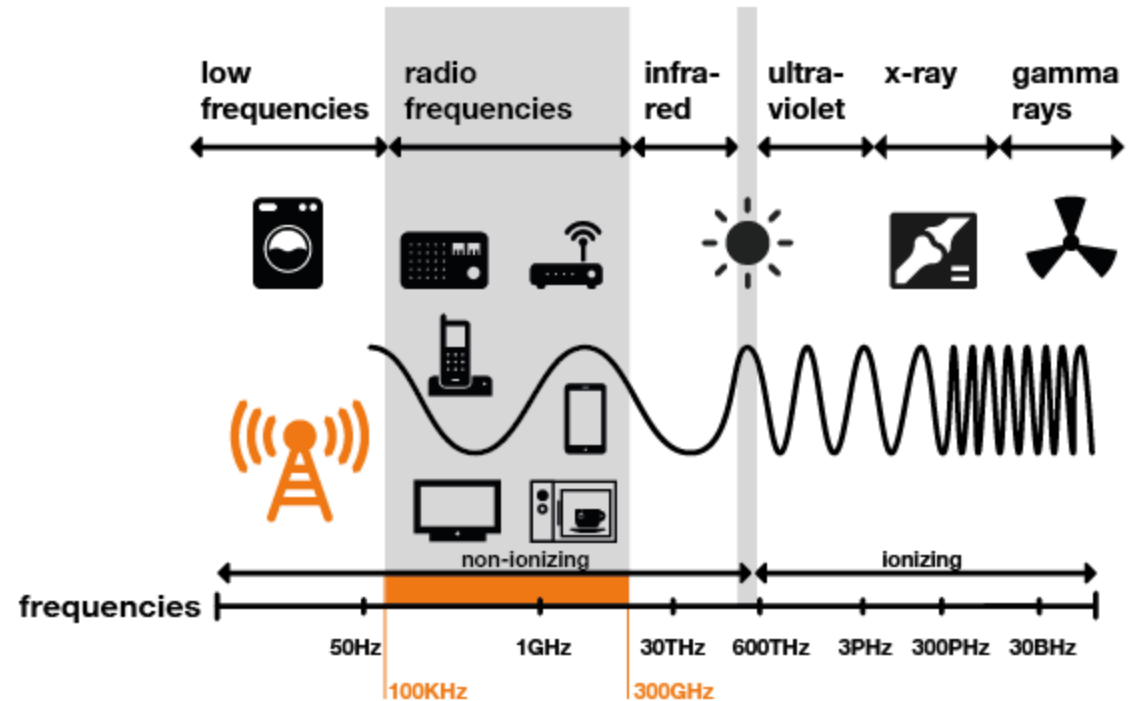 low
frequencies
radio
frequencies
infra-
red
ultra-
violet
x-ray
gamma
rays
non-ionizing
ionizing
frequencies
50Hz
1GHz
30THz
600THz
3PHz
300PHz
30BHz
100KHz
300GHz